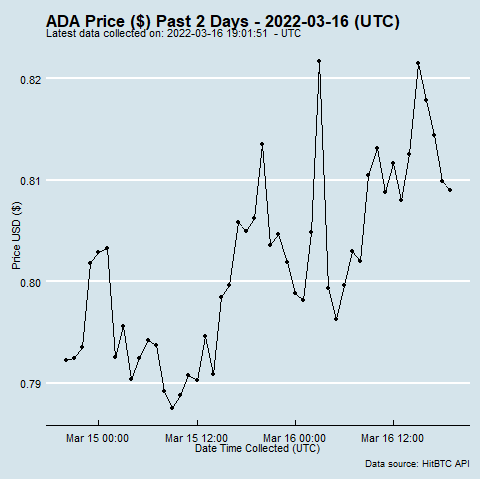 ADA Price ($) Past 2 Days - 2022-03-16 (UTC)
Latest data collected on: 2022-03-16 19:01:51 - UTC
0.82
0.81
0.80
0.79
Price USD ($)
Mar 15 00:00 Mar 15 12:00 Mar 16 00:00 Mar 16 12:00
Date Time Collected (UTC)
Data source: HitBTC API